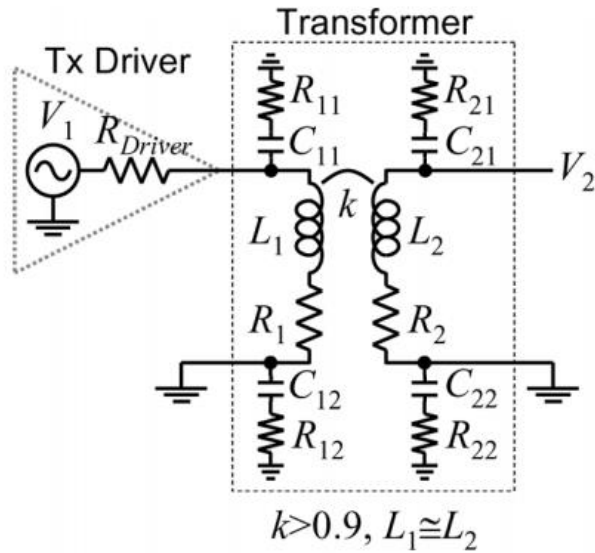 Transformer
Tx Driver
V₁
R_Driver
R₁₁
C₁₁
R₂₁
C₂₁
V₂
k
L₁
L₂
R₁
R₂
C₁₂
R₁₂
C₂₂
R₂₂
k>0.9, L₁≅L₂